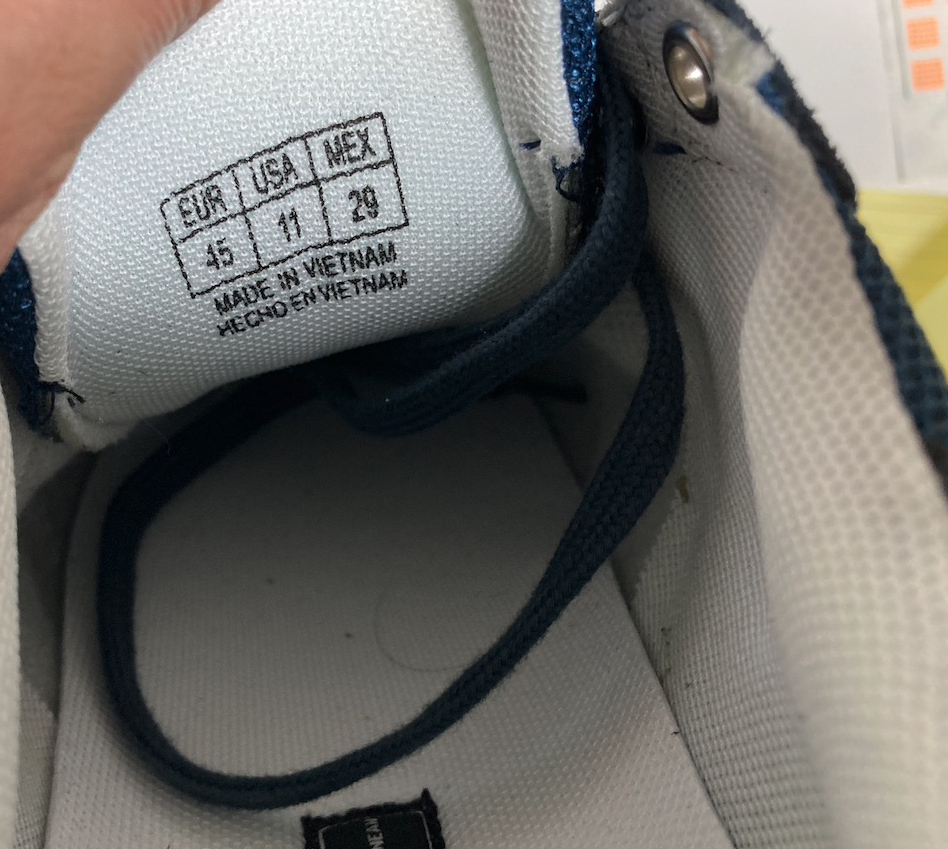 EUR USA MEX
45 11 29
MADE IN VIETNAM
HECHO EN VIETNAM